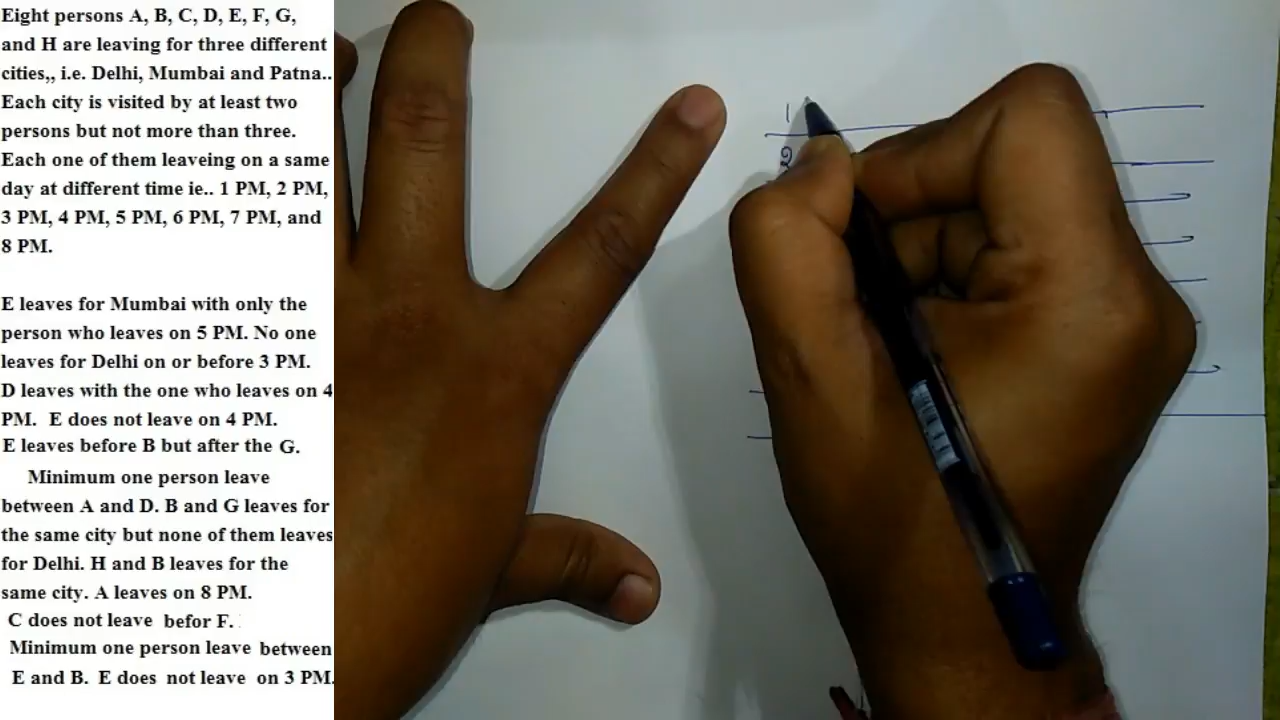 Eight persons A, B, C, D, E, F, G,
and H are leaving for three different
cities,, i.e. Delhi, Mumbai and Patna..
Each city is visited by at least two
persons but not more than three.
Each one of them leaveing on a same
day at different time ie.. 1 PM, 2 PM,
3 PM, 4 PM, 5 PM, 6 PM, 7 PM, and
8 PM.
E leaves for Mumbai with only the
person who leaves on 5 PM. No one
leaves for Delhi on or before 3 PM.
D leaves with the one who leaves on 4
PM. E does not leave on 4 PM.
E leaves before B but after the G.
Minimum one person leave
between A and D. B and G leaves for
the same city but none of them leaves
for Delhi. H and B leaves for the
same city. A leaves on 8 PM.
C does not leave befor F.
Minimum one person leave between
E and B. E does not leave on 3 PM.
1
2